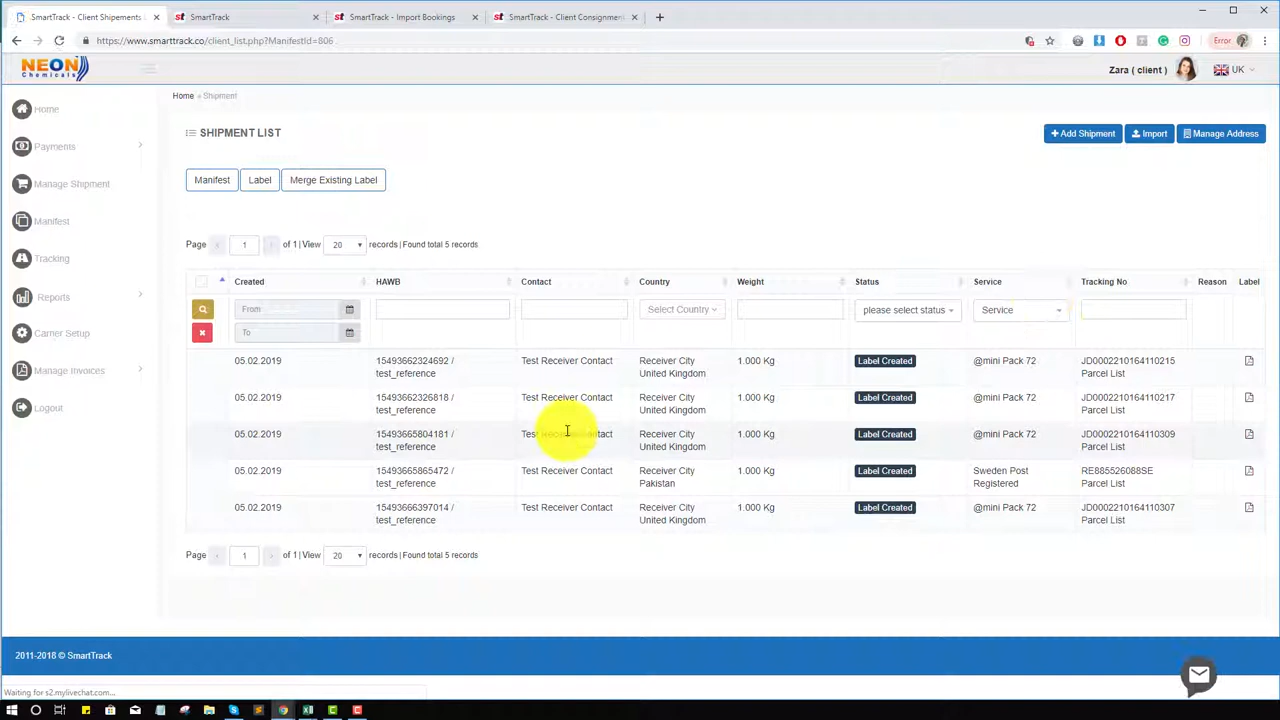 SmartTrack - Client Shipements
SmartTrack
SmartTrack - Import Bookings
SmartTrack - Client Consignmen
https://www.smarttrack.co/client_list.php?ManifestId=806
Error
NEON
Chemicals
Zara ( client )
UK
Home » Shipment
Home
Payments
Manage Shipment
Manifest
Tracking
Reports
Carrier Setup
Manage Invoices
Logout
SHIPMENT LIST
Add Shipment
Import
Manage Address
Manifest
Label
Merge Existing Label
Page 1 of 1 | View 20 records | Found total 5 records
Created HAWB Contact Country Weight Status Service Tracking No Reason Label
From Select Country please select status Service
To
05.02.2019 15493662324692 / Test Receiver Contact Receiver City 1.000 Kg Label Created @mini Pack 72 JD0002210164110215
test_reference United Kingdom Parcel List
05.02.2019 15493662326818 / Test Receiver Contact Receiver City 1.000 Kg Label Created @mini Pack 72 JD0002210164110217
test_reference United Kingdom Parcel List
05.02.2019 15493665804181 / Test Receiver Contact Receiver City 1.000 Kg Label Created @mini Pack 72 JD0002210164110309
test_reference United Kingdom Parcel List
05.02.2019 15493665865472 / Test Receiver Contact Receiver City 1.000 Kg Label Created Sweden Post RE885526088SE
test_reference Pakistan Registered Parcel List
05.02.2019 15493666397014 / Test Receiver Contact Receiver City 1.000 Kg Label Created @mini Pack 72 JD0002210164110307
test_reference United Kingdom Parcel List
Page 1 of 1 | View 20 records | Found total 5 records
2011-2018 © SmartTrack
Waiting for s2.mylivechat.com...